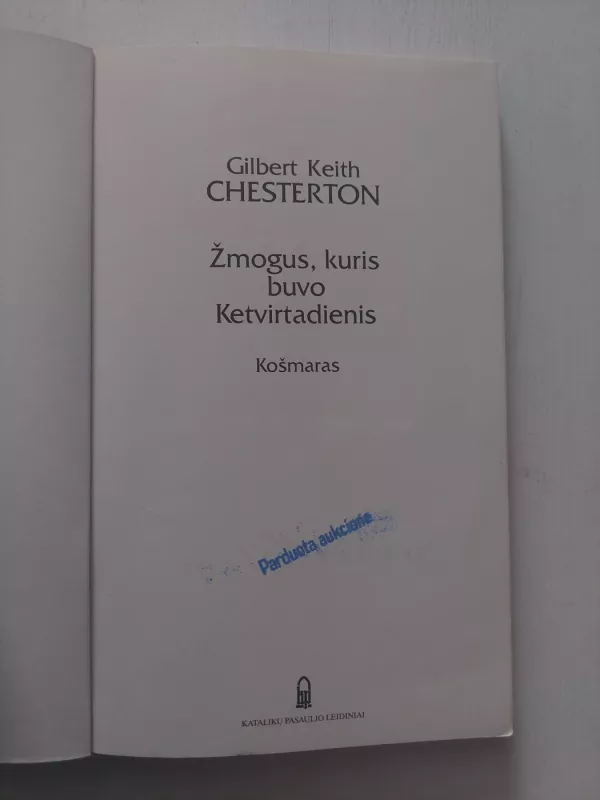 Gilbert Keith
CHESTERTON
Žmogus, kuris
buvo
Ketvirtadienis
Košmaras
Parduota aukcione
KATALIKŲ PASAULIO LEIDINIAI